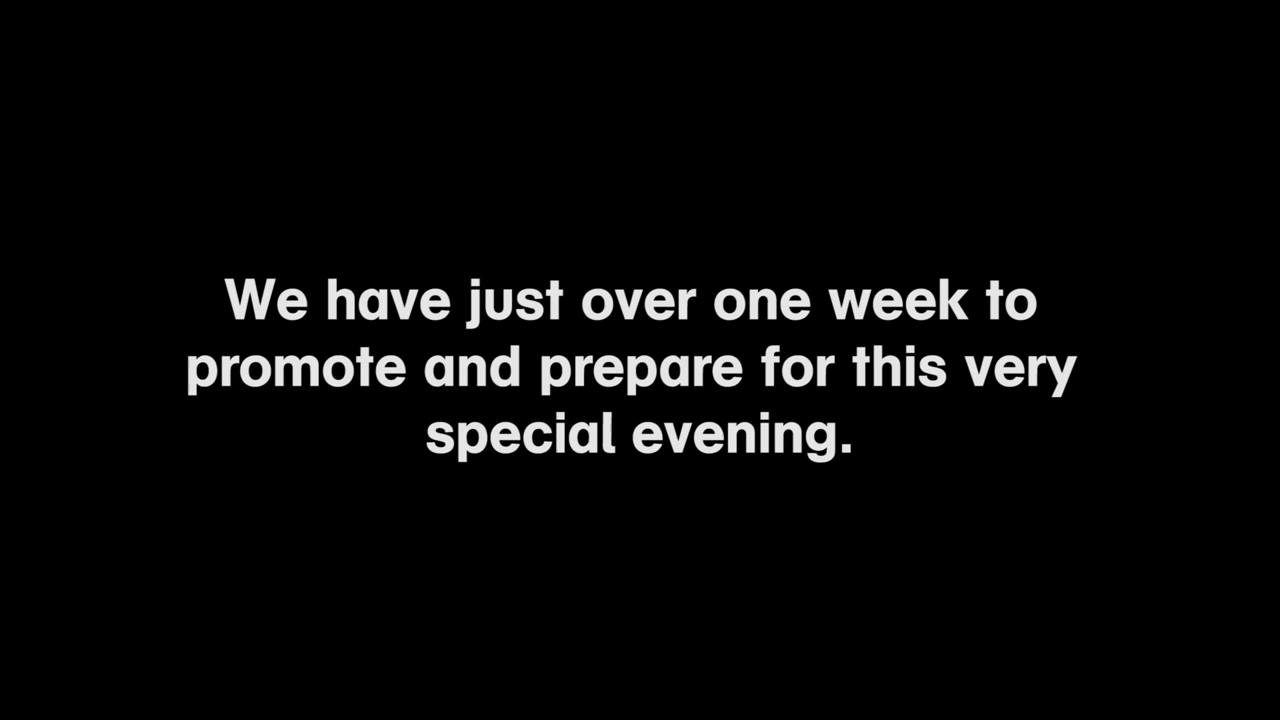 We have just over one week to
promote and prepare for this very
special evening.